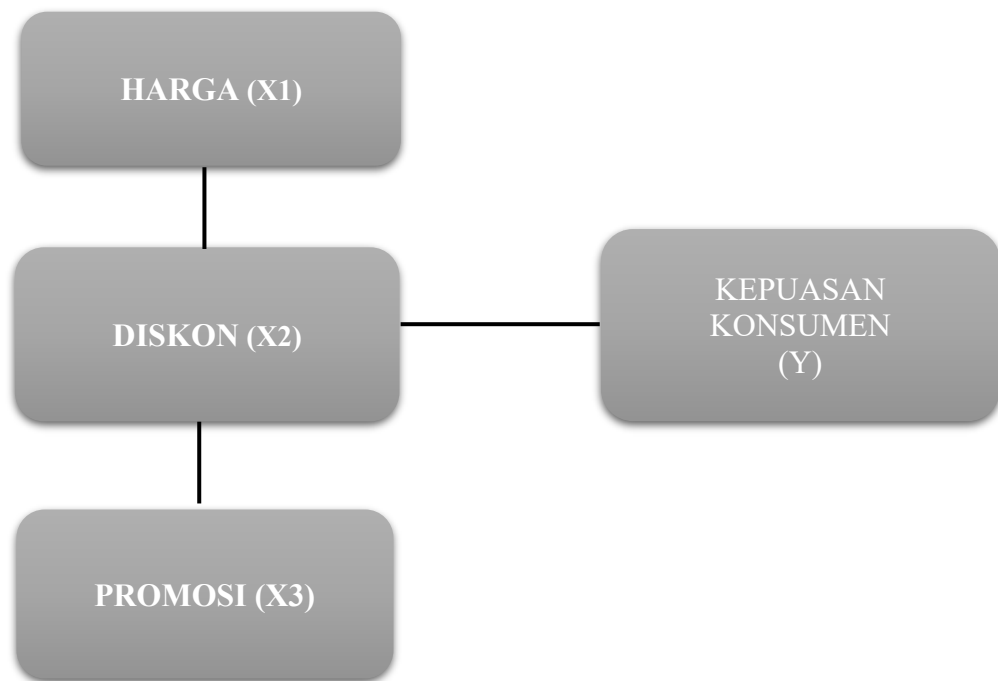 HARGA (X1)
DISKON (X2)
KEPUASAN
KONSUMEN
(Y)
PROMOSI (X3)